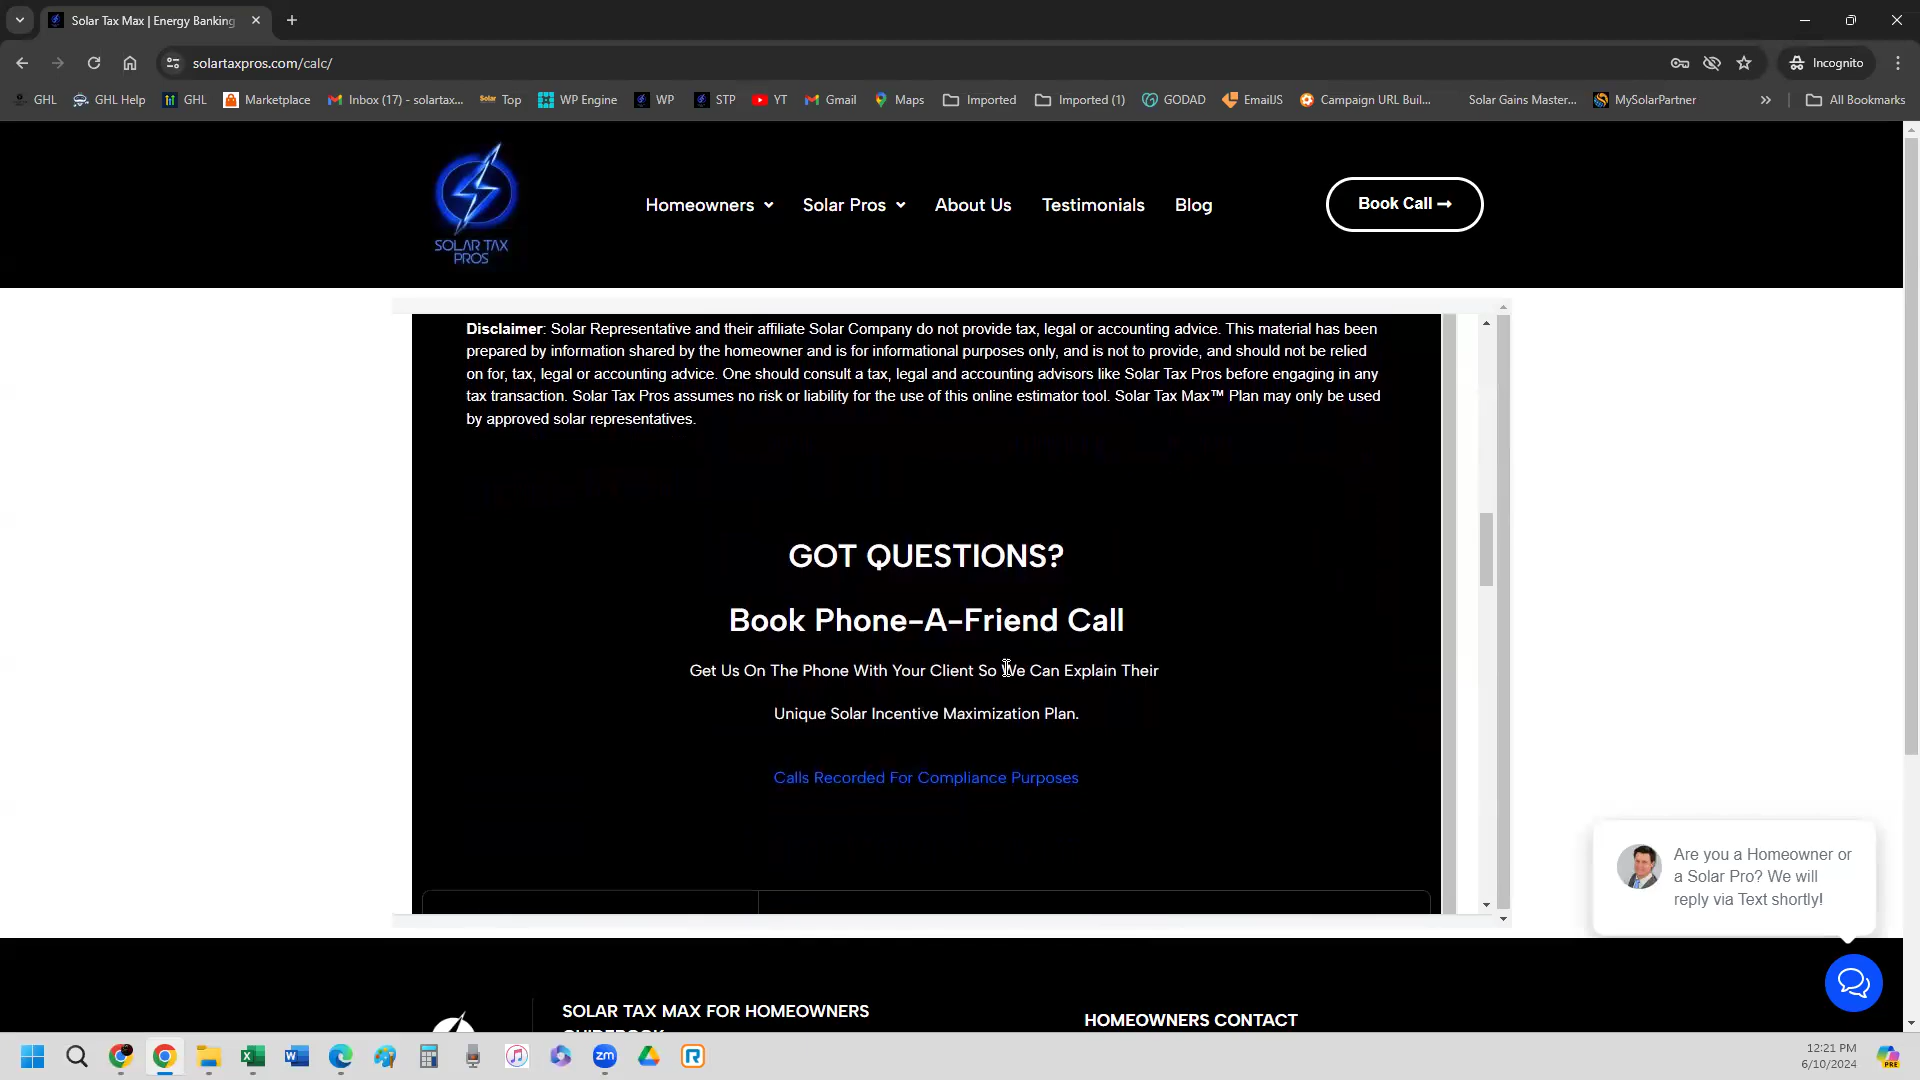 Solar Tax Max | Energy Banking
solartaxpros.com/calc/
Incognito
GHL
GHL Help
GHL
Marketplace
Inbox (17) - solartax...
Top
WP Engine
WP
STP
YT
Gmail
Maps
Imported
Imported (1)
GODAD
EmailJS
Campaign URL Buil...
Solar Gains Master...
MySolarPartner
»
All Bookmarks
SOLAR TAX
PROS
Homeowners
Solar Pros
About Us
Testimonials
Blog
Book Call →
Disclaimer: Solar Representative and their affiliate Solar Company do not provide tax, legal or accounting advice. This material has been
prepared by information shared by the homeowner and is for informational purposes only, and is not to provide, and should not be relied
on for, tax, legal or accounting advice. One should consult a tax, legal and accounting advisors like Solar Tax Pros before engaging in any
tax transaction. Solar Tax Pros assumes no risk or liability for the use of this online estimator tool. Solar Tax Max™ Plan may only be used
by approved solar representatives.
GOT QUESTIONS?
Book Phone-A-Friend Call
Get Us On The Phone With Your Client So We Can Explain Their
Unique Solar Incentive Maximization Plan.
Calls Recorded For Compliance Purposes
Are you a Homeowner or
a Solar Pro? We will
reply via Text shortly!
SOLAR TAX MAX FOR HOMEOWNERS
GUIDEBOOK
HOMEOWNERS CONTACT
zm
12:21 PM
6/10/2024
PRE